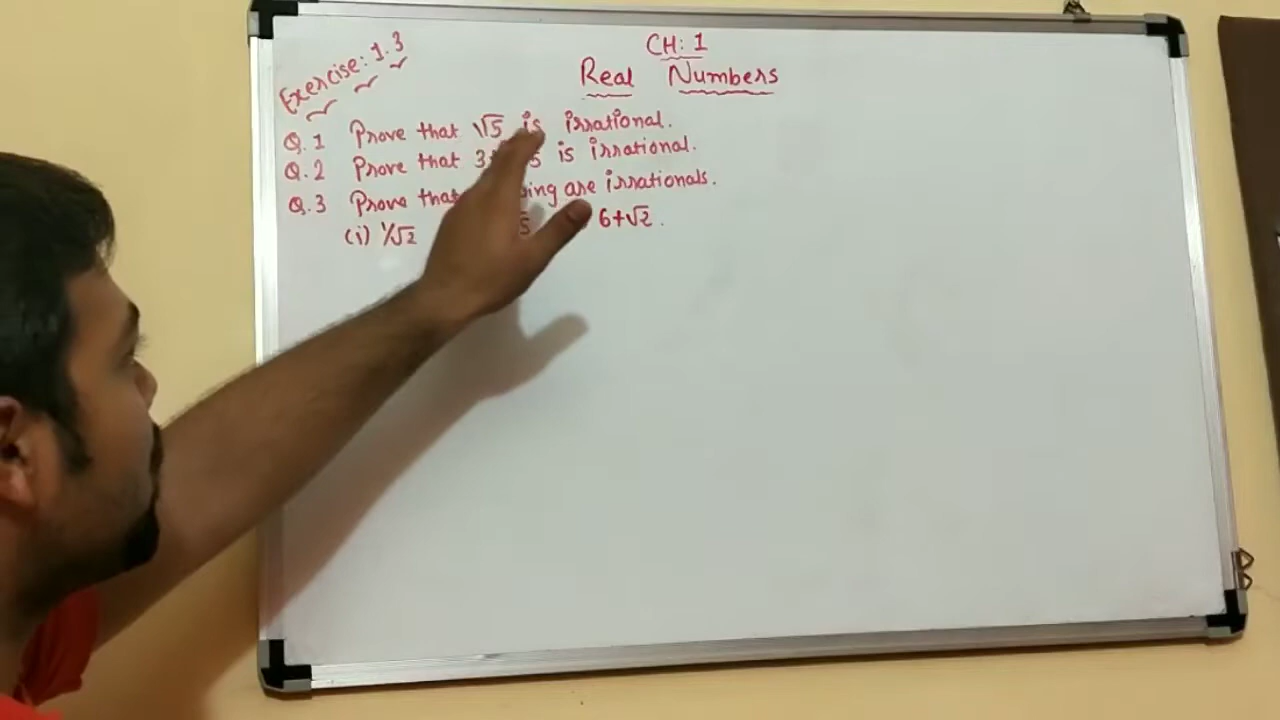 CH: 1
Real Numbers
Exercise: 1.3
Q.1 Prove that √5 is irrational.
Q.2 Prove that 3 5 is irrational.
Q.3 Prove that are irrationals.
(i) 1/√2 6+√2.